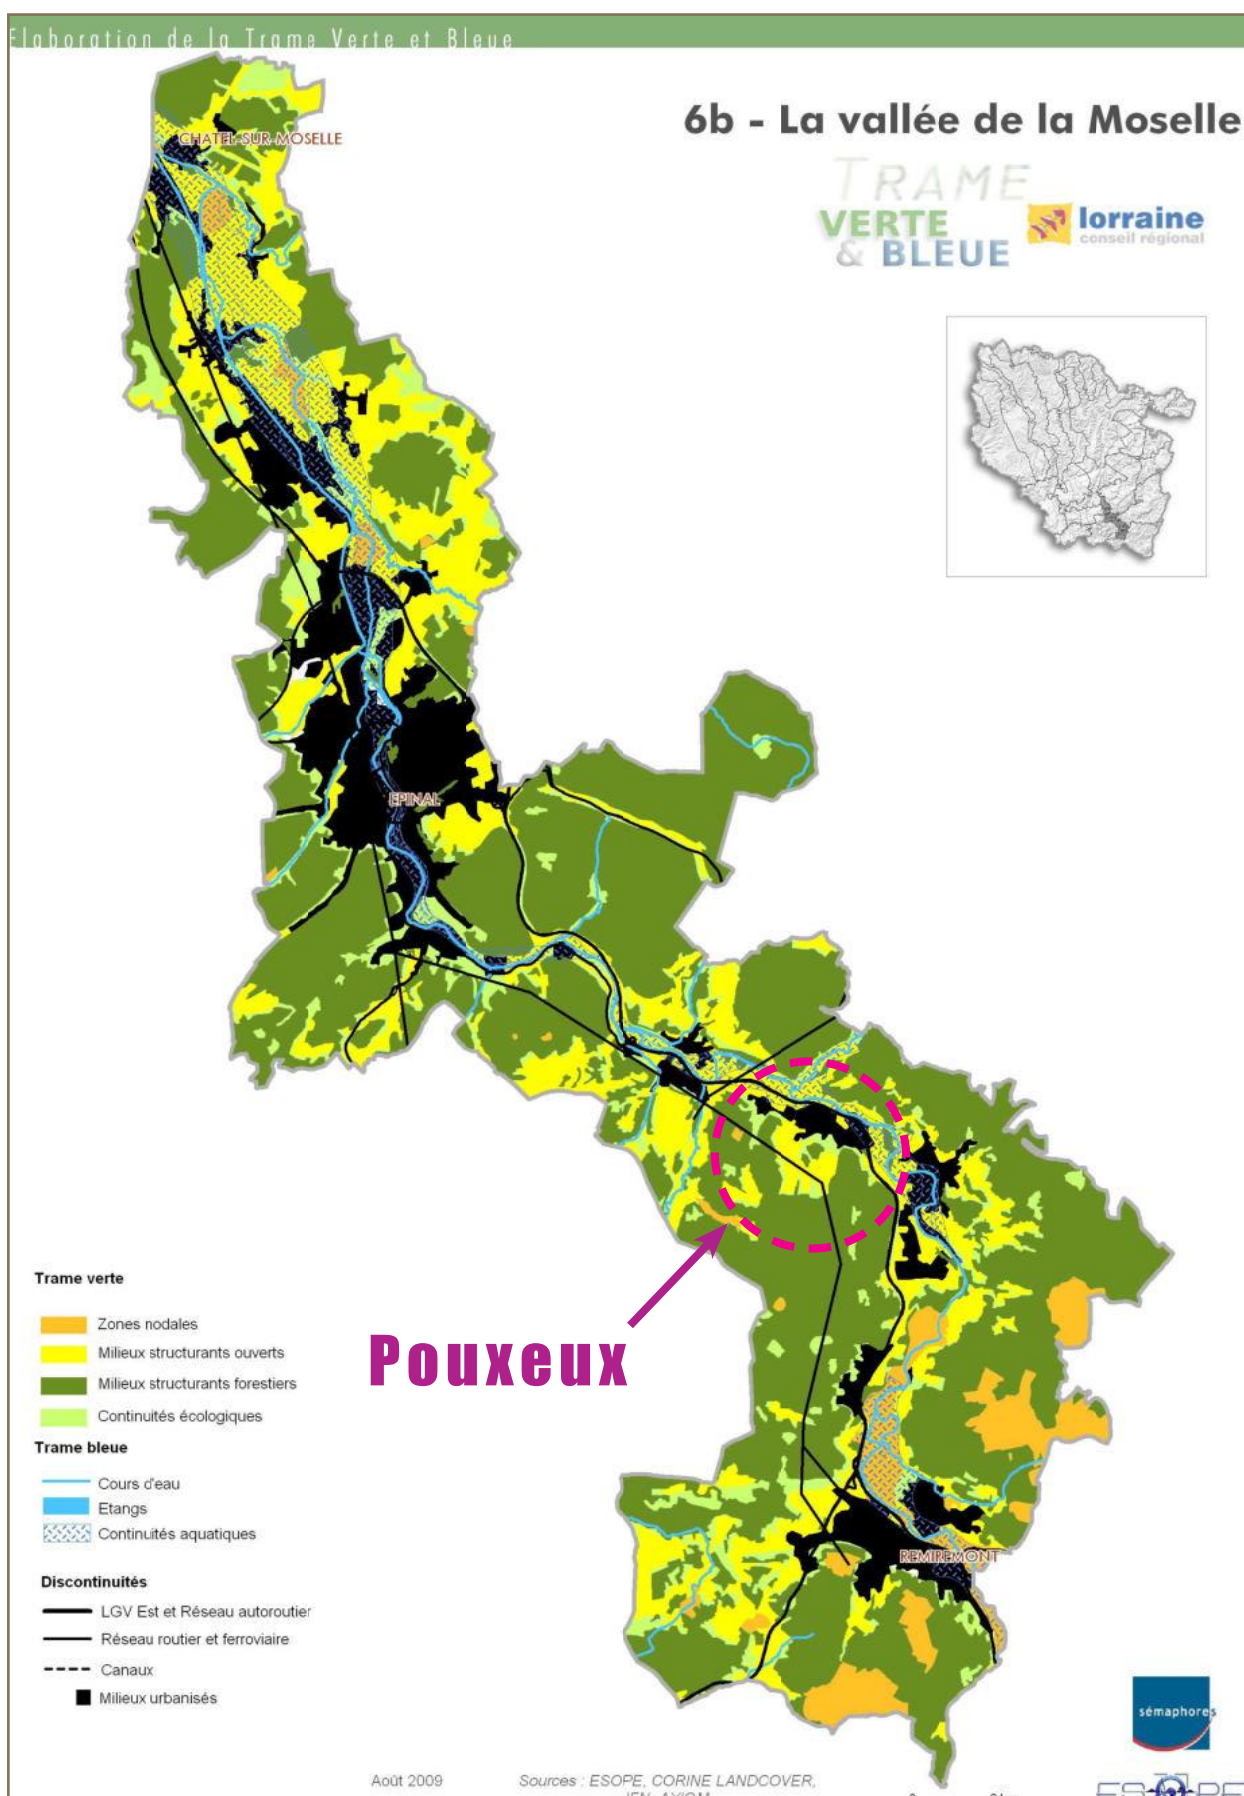 Elaboration de la Trame Verte et Bleue
6b - La vallée de la Moselle
TRAME
VERTE
& BLEUE
lorraine
conseil régional
CHATEL-SUR-MOSELLE
EPINAL
Pouxeux
REMIREMONT
Trame verte
Zones nodales
Milieux structurants ouverts
Milieux structurants forestiers
Continuités écologiques
Trame bleue
Cours d'eau
Etangs
Continuités aquatiques
Discontinuités
LGV Est et Réseau autoroutier
Réseau routier et ferroviaire
Canaux
Milieux urbanisés
sémaphores
Août 2009
Sources : ESOPE, CORINE LANDCOVER,